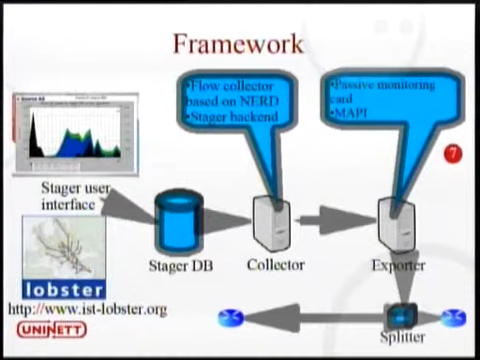 Framework
•Flow collector
based on NERD
•Stager backend
•Passive monitoring
card
•MAPI
7
Stager user
interface
Stager DB
Collector
Exporter
lobster
http://www.ist-lobster.org
UNINETT
Splitter